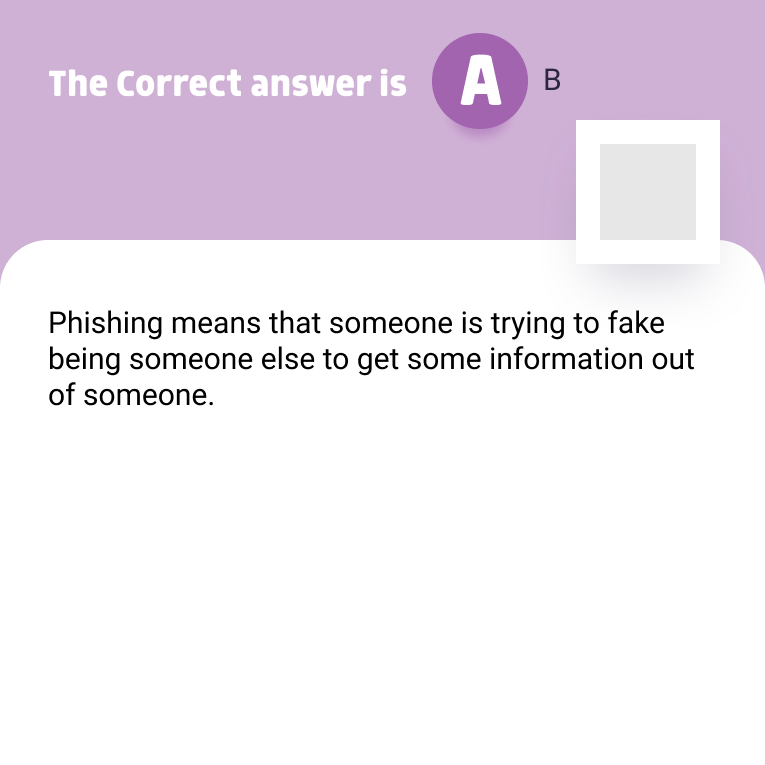 The Correct answer is A B
Phishing means that someone is trying to fake
being someone else to get some information out
of someone.